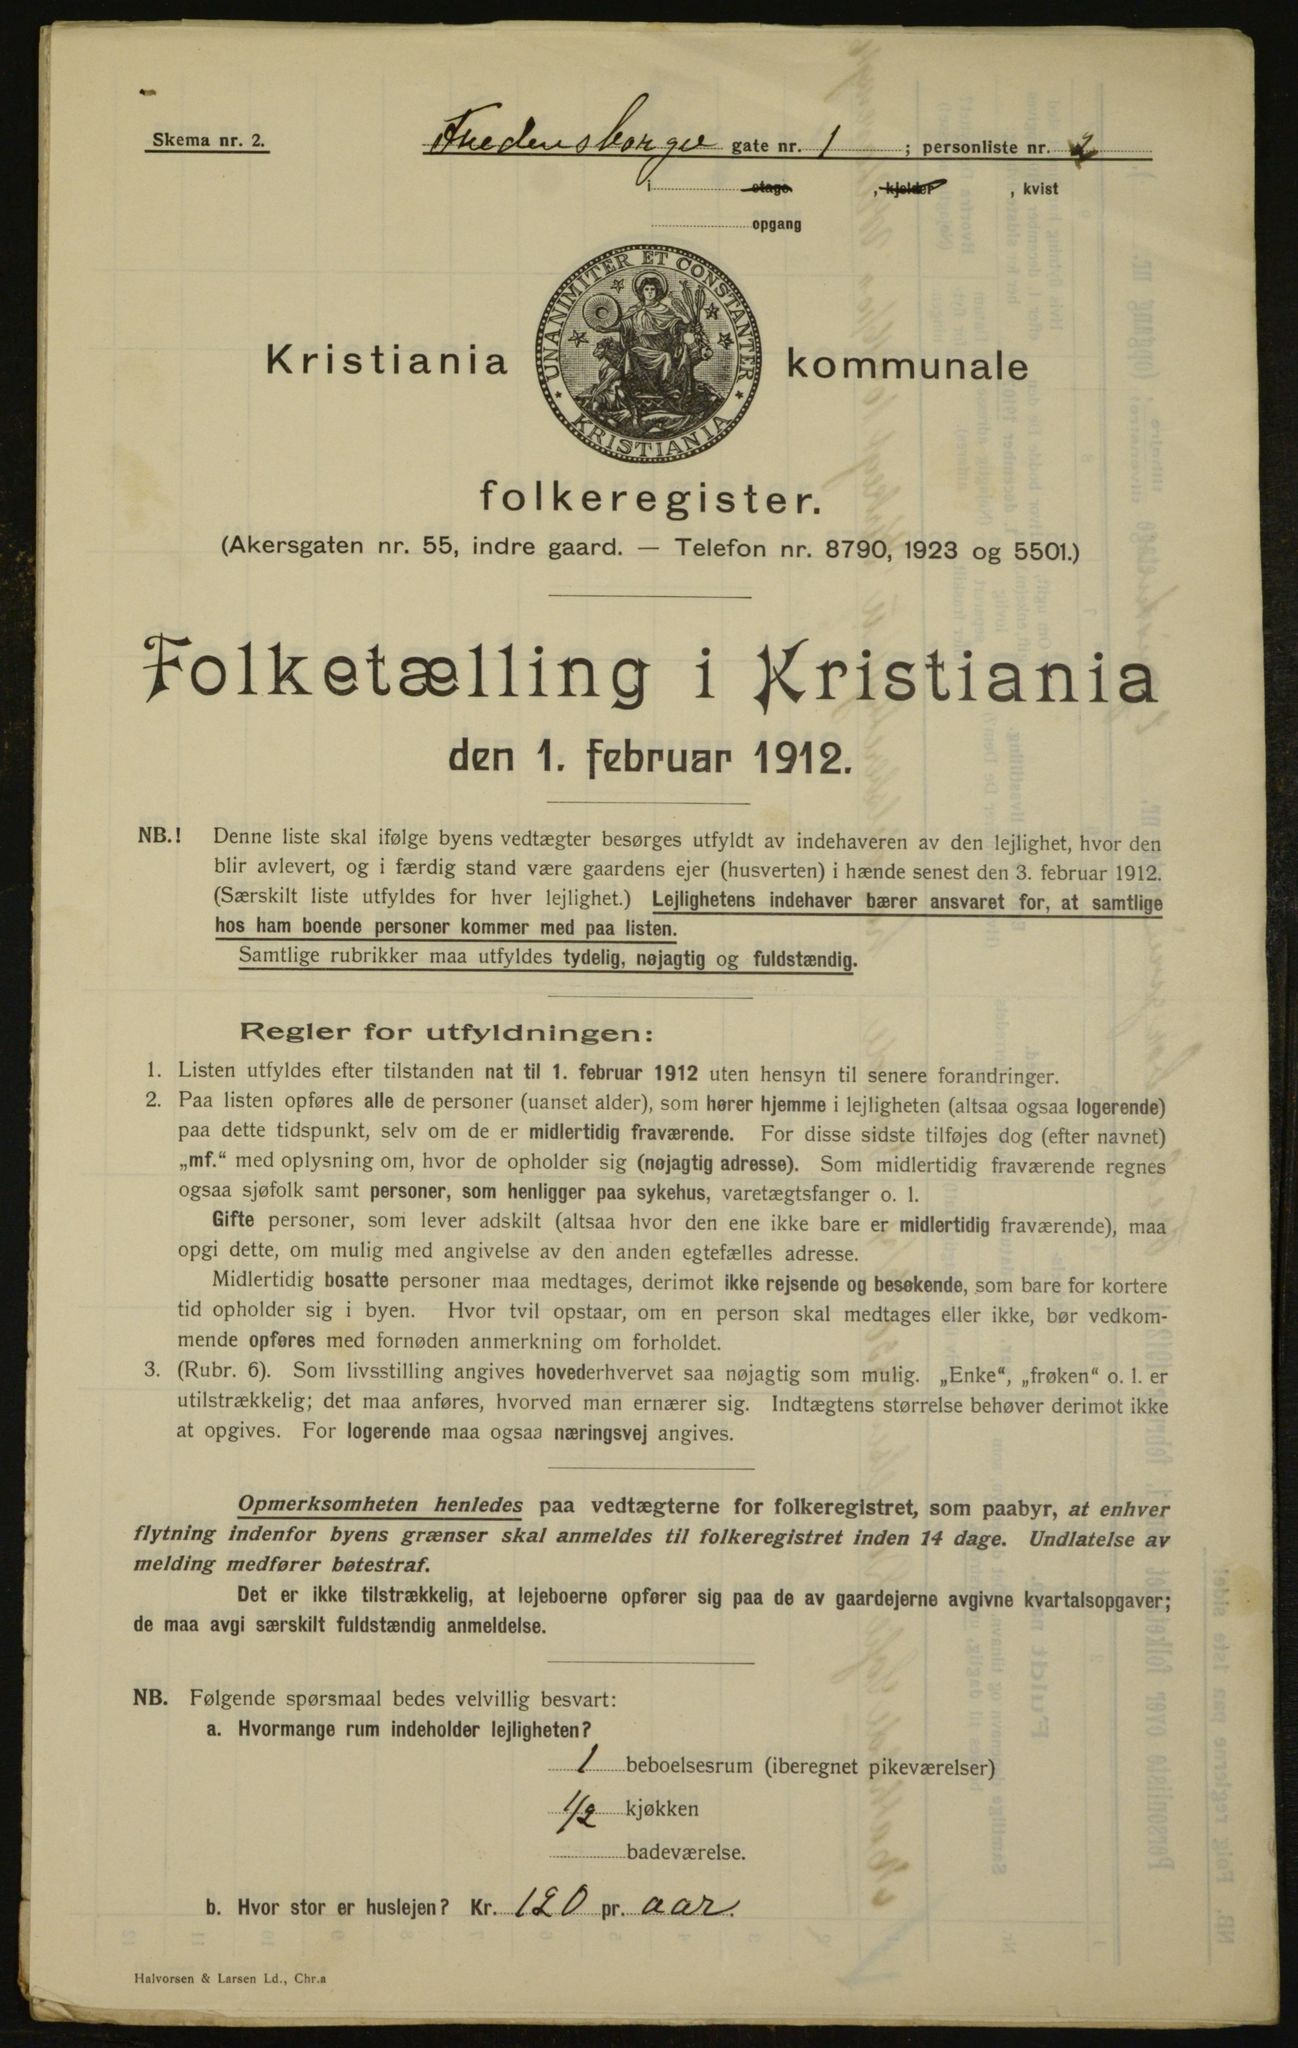 Skema nr. 2.
Fredensborgv gate nr. 1 ; personliste nr. 2
i etage , kjelder , kvist
opgang
UNANIMITER ET CONSTANTER
KRISTIANIA
Kristiania kommunale
folkeregister.
(Akersgaten nr. 55, indre gaard. — Telefon nr. 8790, 1923 og 5501.)
Folketælling i Kristiania
den 1. februar 1912.
NB.! Denne liste skal ifølge byens vedtægter besørges utfyldt av indehaveren av den lejlighet, hvor den
blir avlevert, og i færdig stand være gaardens ejer (husverten) i hænde senest den 3. februar 1912.
(Særskilt liste utfyldes for hver lejlighet.) Lejlighetens indehaver bærer ansvaret for, at samtlige
hos ham boende personer kommer med paa listen.
Samtlige rubrikker maa utfyldes tydelig, nøjagtig og fuldstændig.
Regler for utfyldningen:
1. Listen utfyldes efter tilstanden nat til 1. februar 1912 uten hensyn til senere forandringer.
2. Paa listen opføres alle de personer (uanset alder), som hører hjemme i lejligheten (altsaa ogsaa logerende)
paa dette tidspunkt, selv om de er midlertidig fraværende. For disse sidste tilføjes dog (efter navnet)
„mf.“ med oplysning om, hvor de opholder sig (nøjagtig adresse). Som midlertidig fraværende regnes
ogsaa sjøfolk samt personer, som henligger paa sykehus, varetægtsfanger o. l.
Gifte personer, som lever adskilt (altsaa hvor den ene ikke bare er midlertidig fraværende), maa
opgi dette, om mulig med angivelse av den anden egtefælles adresse.
Midlertidig bosatte personer maa medtages, derimot ikke rejsende og besøkende, som bare for kortere
tid opholder sig i byen. Hvor tvil opstaar, om en person skal medtages eller ikke, bør vedkom-
mende opføres med fornøden anmerkning om forholdet.
3. (Rubr. 6). Som livsstilling angives hovederhvervet saa nøjagtig som mulig. „Enke“, „frøken“ o. l. er
utilstrækkelig; det maa anføres, hvorved man ernærer sig. Indtægtens størrelse behøver derimot ikke
at opgives. For logerende maa ogsaa næringsvej angives.
Opmerksomheten henledes paa vedtægterne for folkeregistret, som paabyr, at enhver
flytning indenfor byens grænser skal anmeldes til folkeregistret inden 14 dage. Undlatelse av
melding medfører bøtestraf.
Det er ikke tilstrækkelig, at lejeboerne opfører sig paa de av gaardejerne avgivne kvartalsopgaver;
de maa avgi særskilt fuldstændig anmeldelse.
NB. Følgende spørsmaal bedes velvillig besvart:
a. Hvormange rum indeholder lejligheten?
1 beboelsesrum (iberegnet pikeværelser)
1/2 kjøkken
badeværelse.
b. Hvor stor er huslejen? Kr. 120 pr. aar.
Halvorsen & Larsen Ld., Chr.a